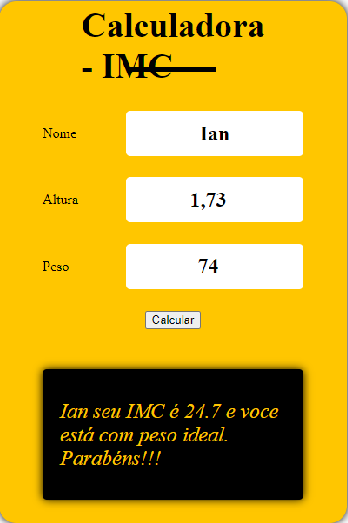 Calculadora
- IMC
Nome
Ian
Altura
1,73
Peso
74
Calcular
Ian seu IMC é 24.7 e voce
está com peso ideal.
Parabéns!!!